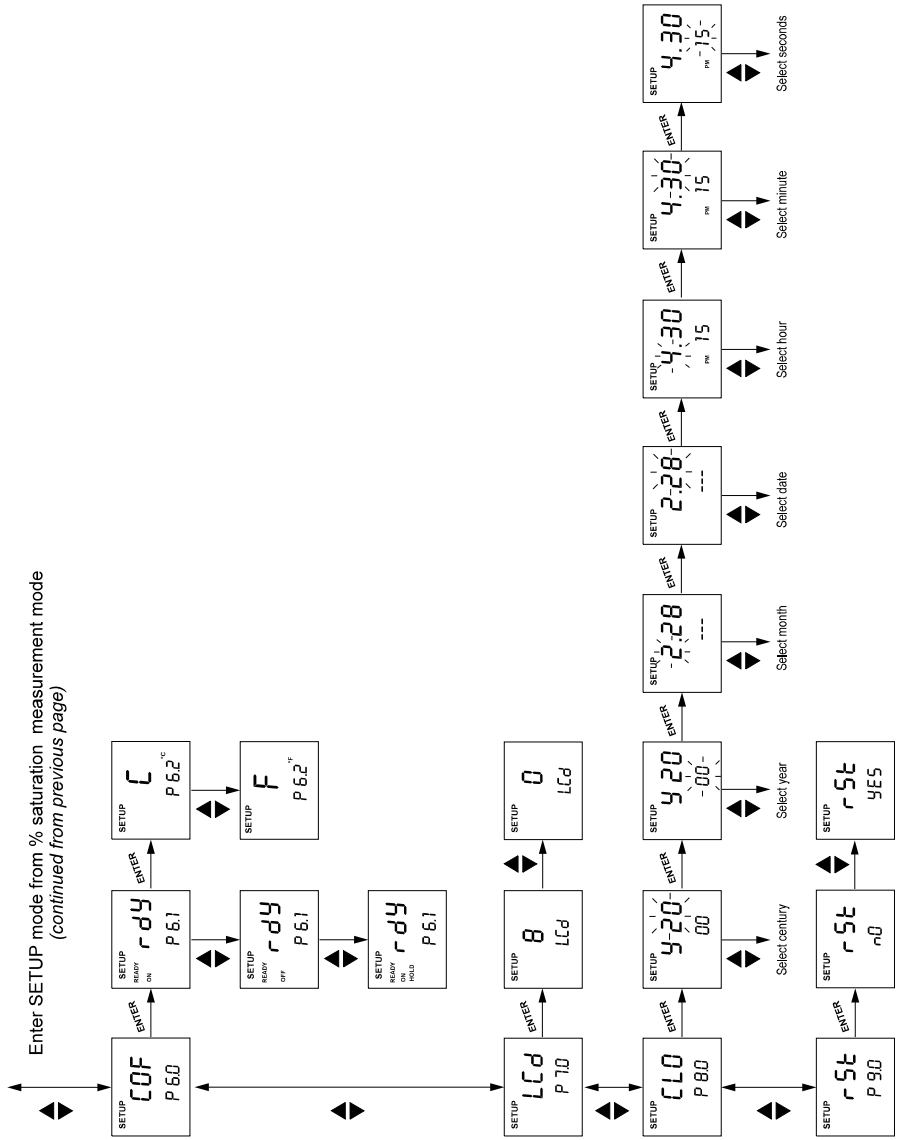 Enter SETUP mode from % saturation measurement mode
(continued from previous page)
SETUP
COF
P 6.0
ENTER
SETUP
READY
ON
rdY
P 6.1
ENTER
SETUP
C
P 6.2 °C
SETUP
READY
OFF
rdY
P 6.1
SETUP
F
P 6.2 °F
SETUP
READY
ON
HOLD
rdY
P 6.1
SETUP
LCd
P 7.0
ENTER
SETUP
8
LCd
SETUP
0
LCd
SETUP
CLO
P 8.0
ENTER
SETUP
y 20
00
Select century
ENTER
SETUP
y 20
00
Select year
ENTER
SETUP
2.28
---
Select month
ENTER
SETUP
2.28
---
Select date
ENTER
SETUP
4.30
PM 15
Select hour
ENTER
SETUP
4.30
PM 15
Select minute
ENTER
SETUP
4.30
PM 15
Select seconds
SETUP
rSt
P 9.0
ENTER
SETUP
rSt
nO
SETUP
rSt
yES